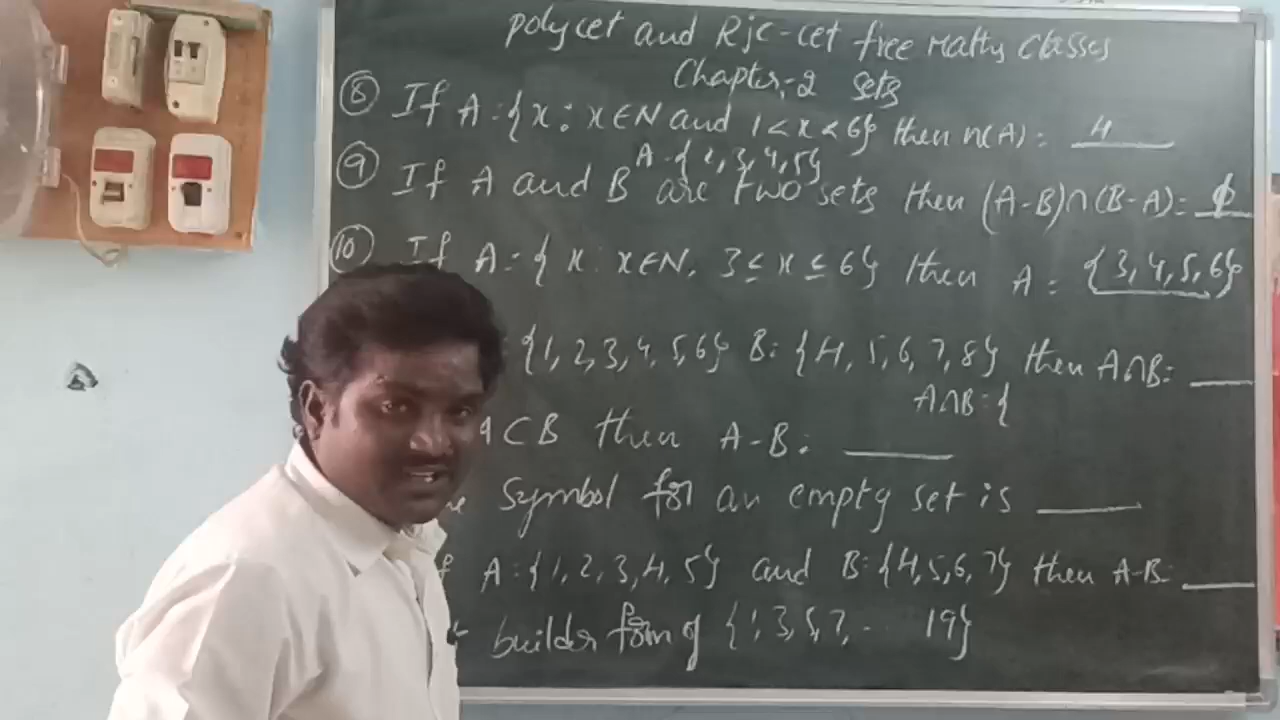 polycet and Rjc-cet free Maths Classes
Chapter-2 sets
⑧ If A={x: x∈N and 1<x<6} then n(A)= 4
A={2,3,4,5}
⑨ If A and B are two sets then (A-B)∩(B-A)= ϕ
⑩ If A={x: x∈N, 3≤x≤6} then A= {3,4,5,6}
{1,2,3,4,5,6} B={4,5,6,7,8} then A∩B= ___
A∩B={
A⊂B then A-B= ___
symbol for an empty set is ___
A={1,2,3,4,5} and B={4,5,6,7} then A-B= ___
builder form of {1,3,5,7,... 19}